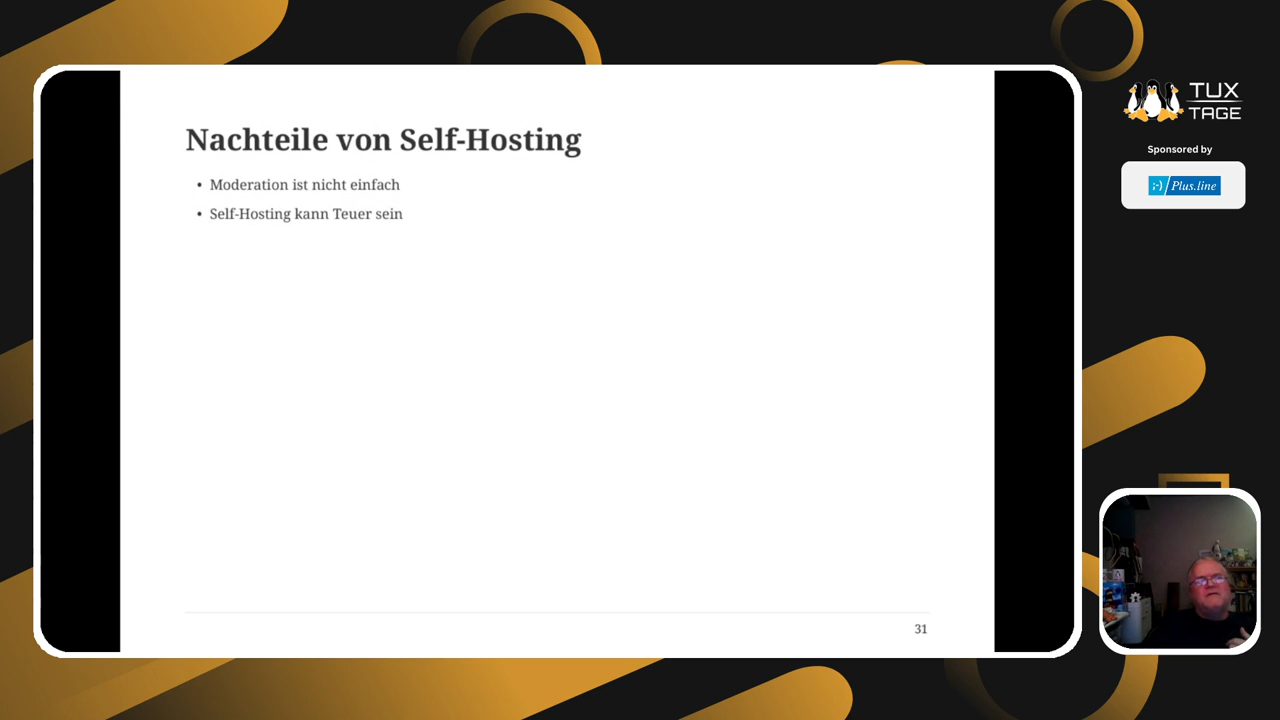 Nachteile von Self-Hosting
• Moderation ist nicht einfach
• Self-Hosting kann Teuer sein
31
TUX
TAGE
Sponsored by
;-) Plus.line